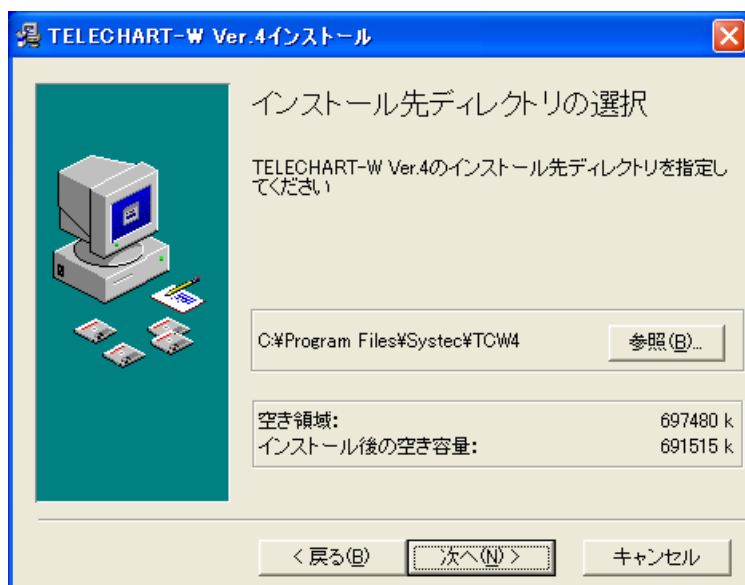 TELECHART-W Ver.4インストール
インストール先ディレクトリの選択
TELECHART-W Ver.4のインストール先ディレクトリを指定し
てください
C:¥Program Files¥Systec¥TCW4
参照(B)...
空き領域: 697480 k
インストール後の空き容量: 691515 k
< 戻る(B) 次へ(N) > キャンセル